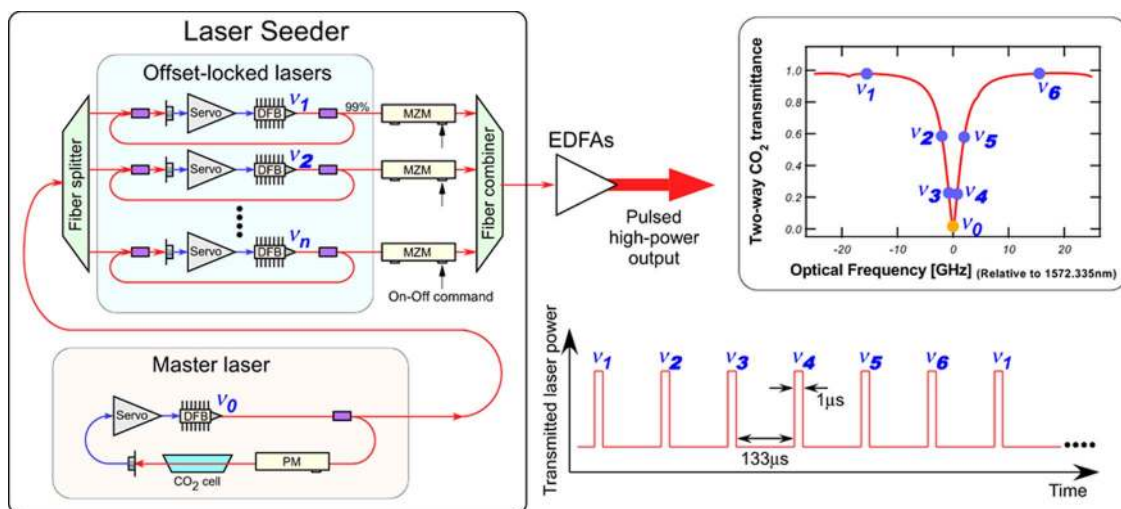 Laser Seeder
Offset-locked lasers
Fiber splitter
Servo
DFB
ν1
99%
MZM
Servo
DFB
ν2
MZM
Servo
DFB
νn
MZM
Fiber combiner
On-Off command
Master laser
Servo
DFB
ν0
PM
CO2 cell
EDFAs
Pulsed
high-power
output
Two-way CO2 transmittance
1.0
0.8
0.6
0.4
0.2
0.0
ν1
ν6
ν2
ν5
ν3
ν4
ν0
-20
-10
0
10
20
Optical Frequency [GHz] (Relative to 1572.335nm)
Transmitted laser power
ν1 ν2 ν3 ν4 ν5 ν6 ν1
1μs
133μs
Time